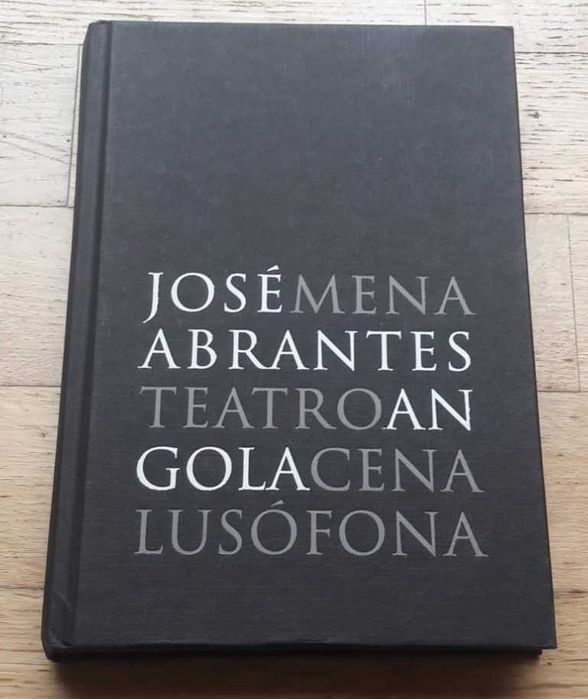 JOSÉMENA
ABRANTES
TEATROAN
GOLACENA
LUSÓFONA